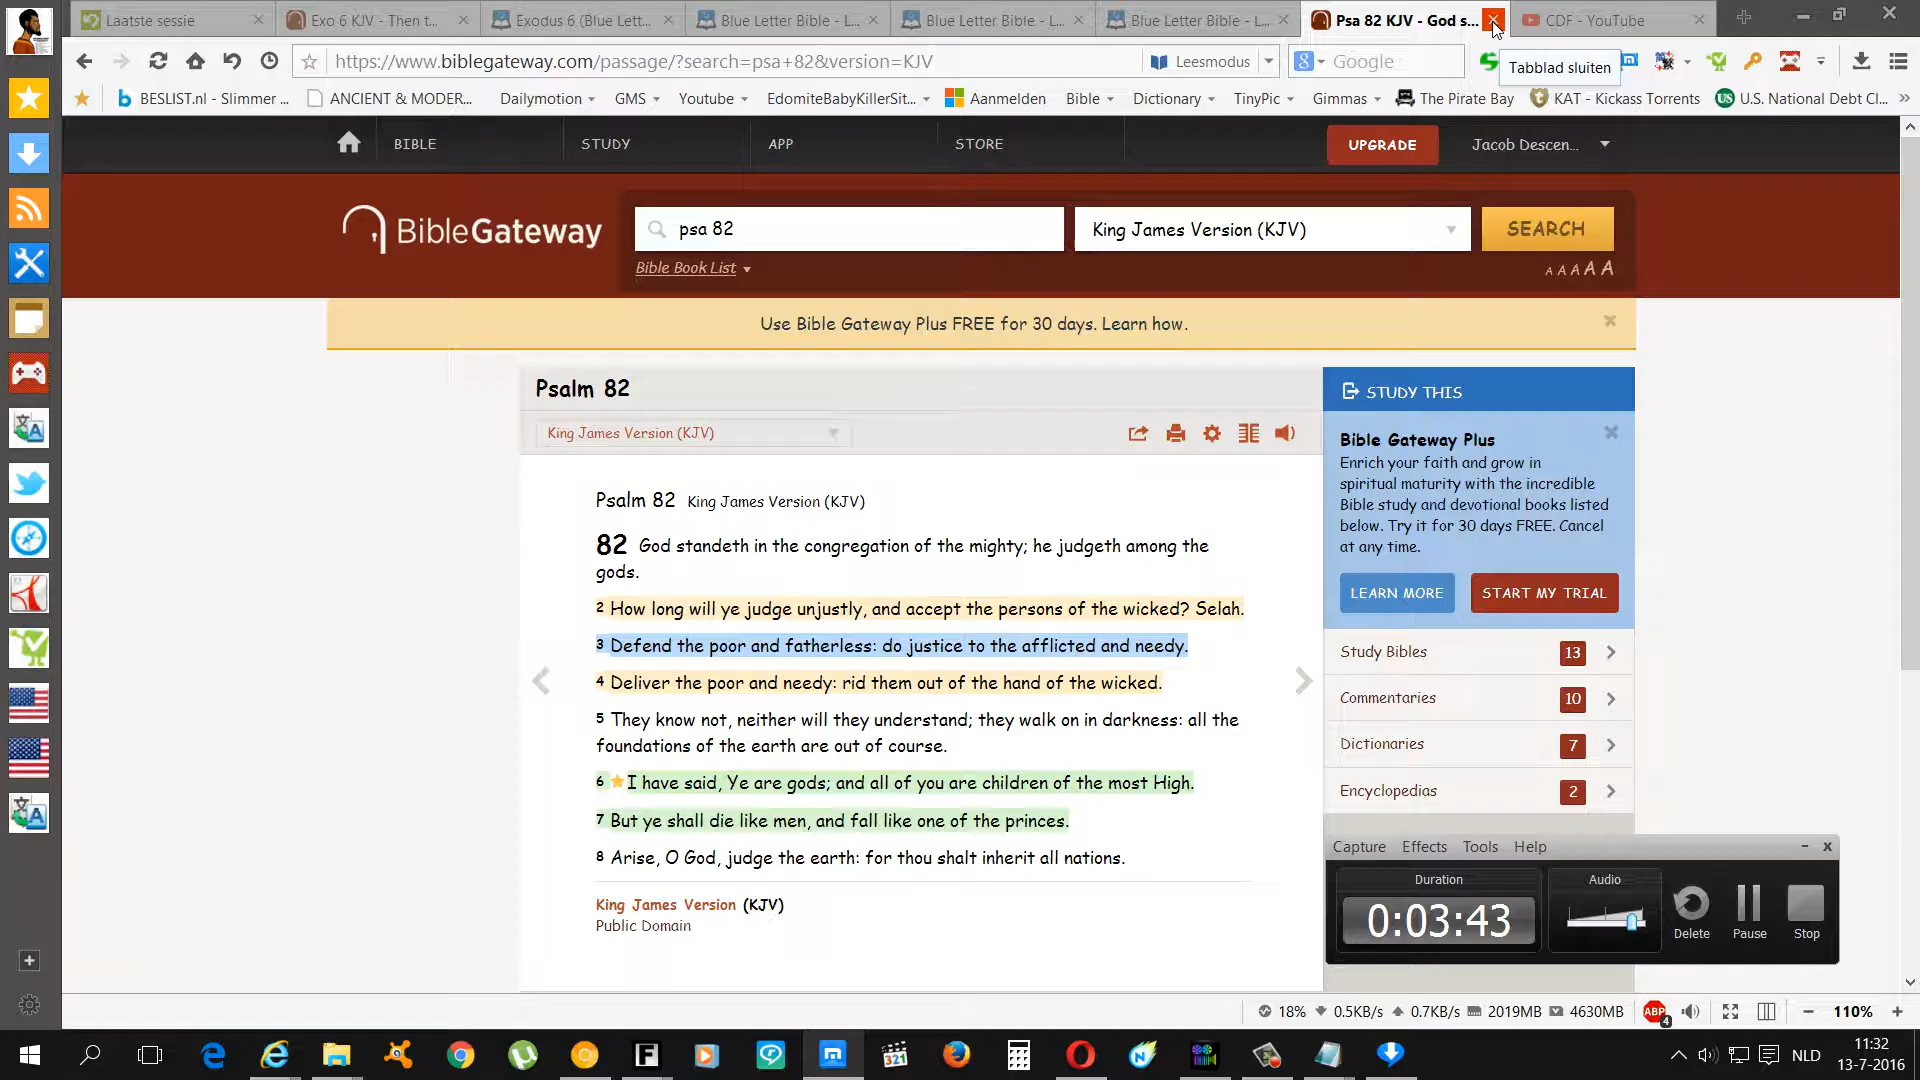 Laatste sessie
Exo 6 KJV - Then t...
Exodus 6 (Blue Lett...
Blue Letter Bible - L...
Blue Letter Bible - L...
Blue Letter Bible - L...
Psa 82 KJV - God s...
CDF - YouTube
https://www.biblegateway.com/passage/?search=psa+82&version=KJV
Leesmodus
Google
Tabblad sluiten
BESLIST.nl - Slimmer ...
ANCIENT & MODER...
Dailymotion
GMS
Youtube
EdomiteBabyKillerSit...
Aanmelden
Bible
Dictionary
TinyPic
Gimmas
The Pirate Bay
KAT - Kickass Torrents
U.S. National Debt Cl...
BIBLE
STUDY
APP
STORE
UPGRADE
Jacob Descen...
BibleGateway
psa 82
King James Version (KJV)
SEARCH
Bible Book List
A A A A A
Use Bible Gateway Plus FREE for 30 days. Learn how.
Psalm 82
King James Version (KJV)
Psalm 82 King James Version (KJV)
82 God standeth in the congregation of the mighty; he judgeth among the
gods.
2 How long will ye judge unjustly, and accept the persons of the wicked? Selah.
3 Defend the poor and fatherless: do justice to the afflicted and needy.
4 Deliver the poor and needy: rid them out of the hand of the wicked.
5 They know not, neither will they understand; they walk on in darkness: all the
foundations of the earth are out of course.
6 I have said, Ye are gods; and all of you are children of the most High.
7 But ye shall die like men, and fall like one of the princes.
8 Arise, O God, judge the earth: for thou shalt inherit all nations.
King James Version (KJV)
Public Domain
STUDY THIS
Bible Gateway Plus
Enrich your faith and grow in
spiritual maturity with the incredible
Bible study and devotional books listed
below. Try it for 30 days FREE. Cancel
at any time.
LEARN MORE
START MY TRIAL
Study Bibles 13
Commentaries 10
Dictionaries 7
Encyclopedias 2
Capture Effects Tools Help
Duration
0:03:43
Audio
Delete
Pause
Stop
18% 0.5KB/s 0.7KB/s 2019MB 4630MB
ABP
4
110%
321
NLD
11:32
13-7-2016